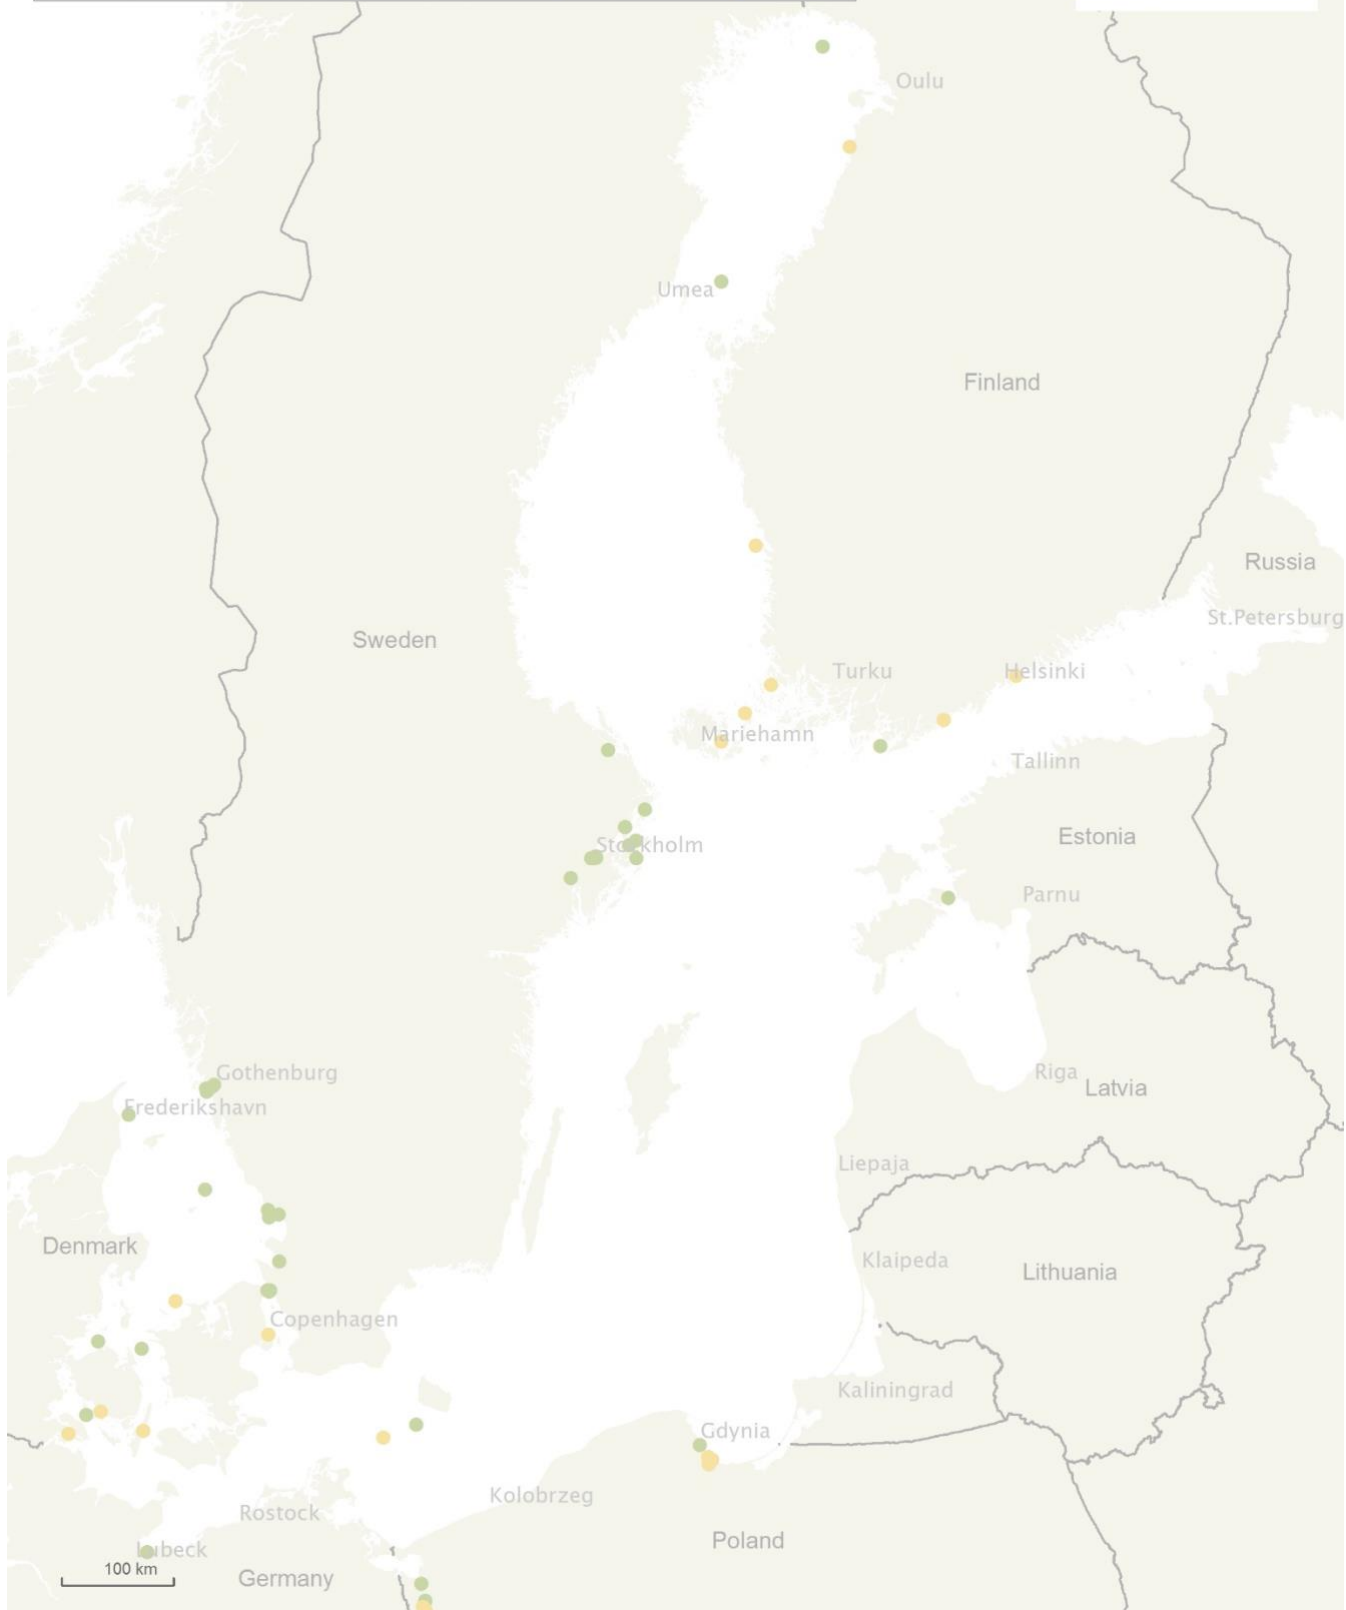 Oulu
Umea
Finland
Russia
St.Petersburg
Sweden
Turku
Helsinki
Mariehamn
Tallinn
Estonia
Stockholm
Parnu
Gothenburg
Riga
Latvia
Frederikshavn
Liepaja
Denmark
Klaipeda
Lithuania
Copenhagen
Kaliningrad
Gdynia
Kolobrzeg
Rostock
Poland
Lubeck
100 km
Germany